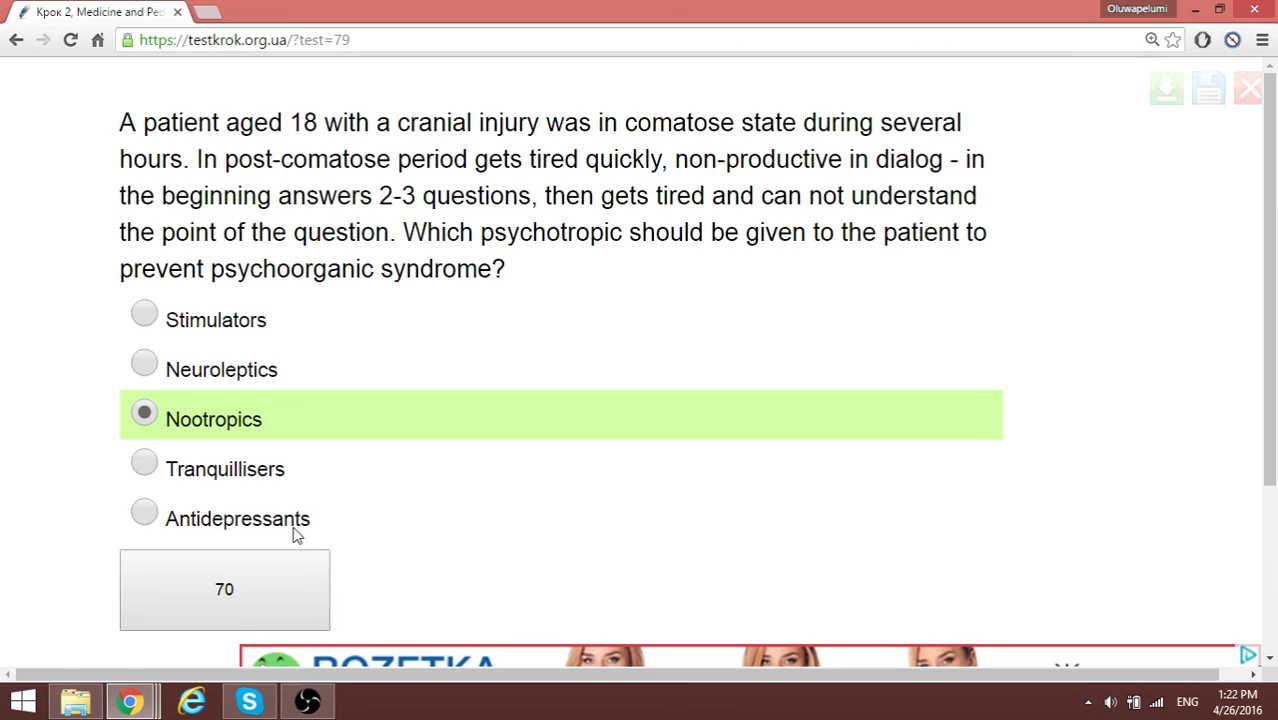 Крок 2, Medicine and Ped
Oluwapelumi
https://testkrok.org.ua/?test=79
A patient aged 18 with a cranial injury was in comatose state during several
hours. In post-comatose period gets tired quickly, non-productive in dialog - in
the beginning answers 2-3 questions, then gets tired and can not understand
the point of the question. Which psychotropic should be given to the patient to
prevent psychoorganic syndrome?
Stimulators
Neuroleptics
Nootropics
Tranquillisers
Antidepressants
70
ROZETKA
ENG
1:22 PM
4/26/2016